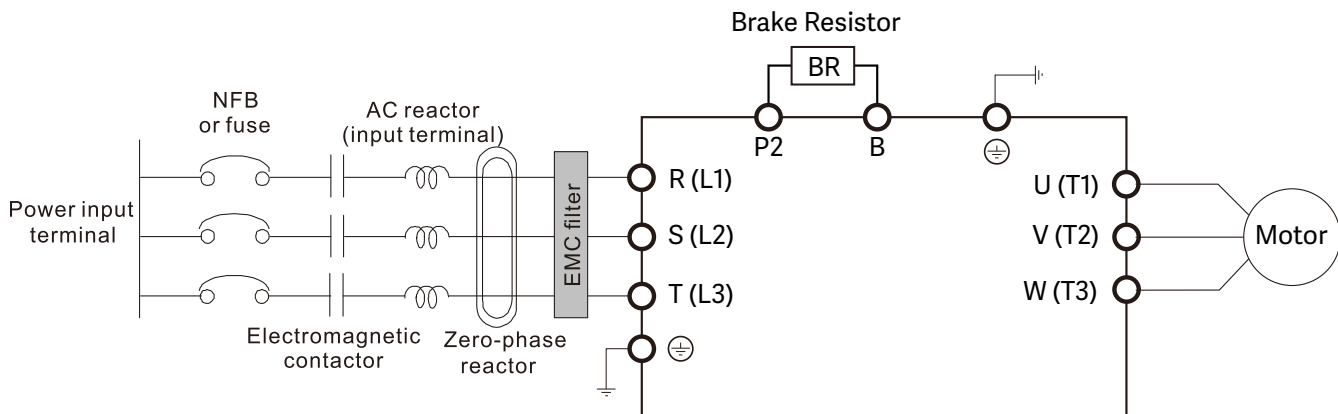 Brake Resistor
BR
NFB
or fuse
AC reactor
(input terminal)
P2
B
R (L1)
U (T1)
Power input
terminal
EMC filter
S (L2)
V (T2)
Motor
T (L3)
W (T3)
Electromagnetic
contactor
Zero-phase
reactor